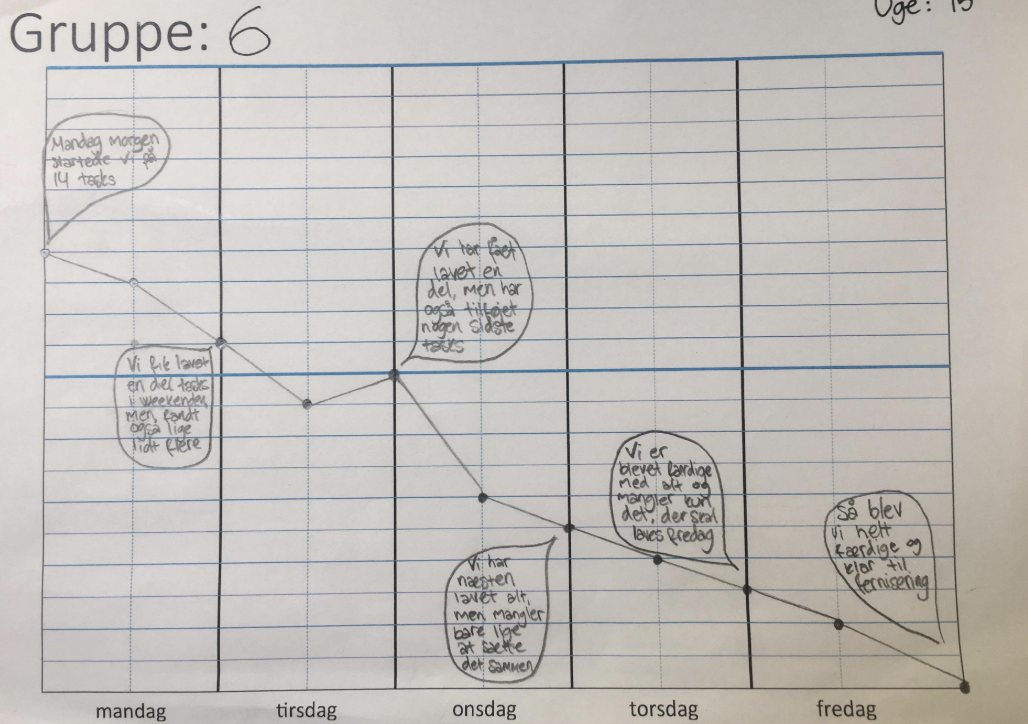 Gruppe: 6
Uge: 15
Mandag morgen
startede vi på
14 tasks
Vi har fået
lavet en
del, men har
også tilføjet
nogen sidste
tasks
Vi fik lavet
en del tasks
i weekenden,
men, fandt
også lige
lidt flere
Vi er
blevet færdige
med alt og
mangler kun
det, der skal
laves fredag
Så blev
vi helt
færdige og
klar til
fernisering
Vi har
næsten
lavet alt,
men mangler
bare lige
at sætte
det sammen
mandag
tirsdag
onsdag
torsdag
fredag